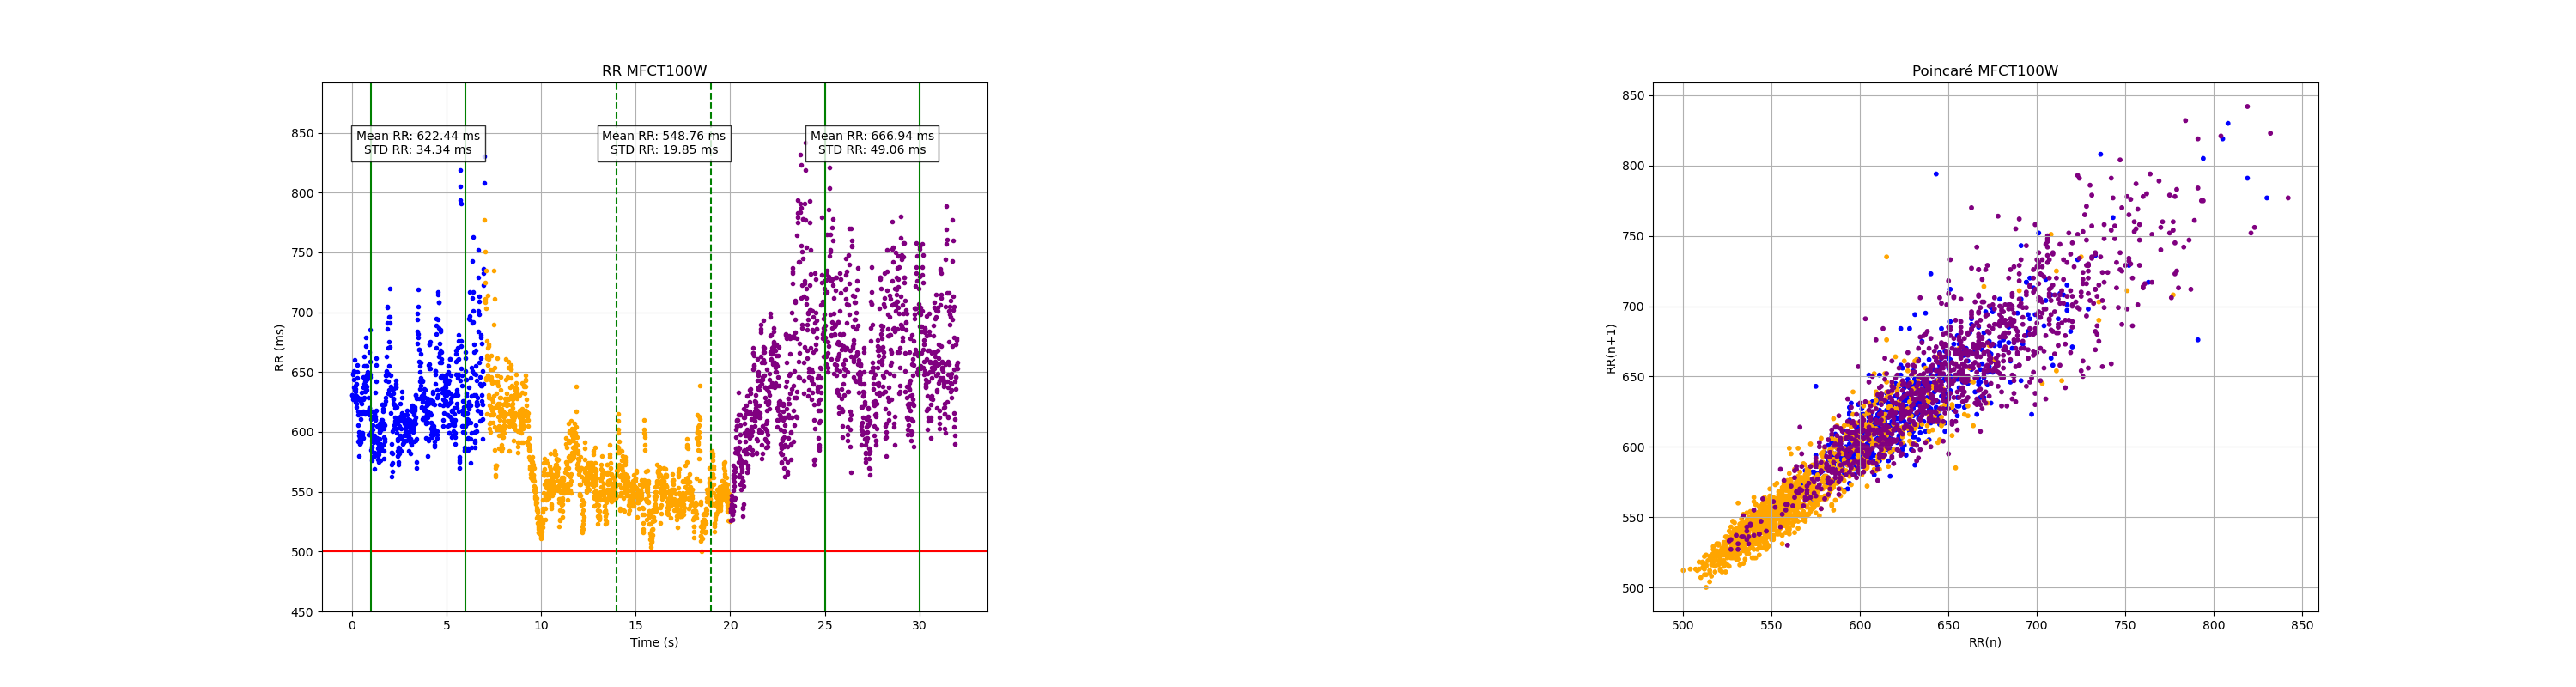 RR MFCT100W
Mean RR: 622.44 ms
STD RR: 34.34 ms
Mean RR: 548.76 ms
STD RR: 19.85 ms
Mean RR: 666.94 ms
STD RR: 49.06 ms
850
800
750
700
650
600
550
500
450
RR (ms)
0 5 10 15 20 25 30
Time (s)
Poincaré MFCT100W
850
800
750
700
650
600
550
500
RR(n+1)
500 550 600 650 700 750 800 850
RR(n)